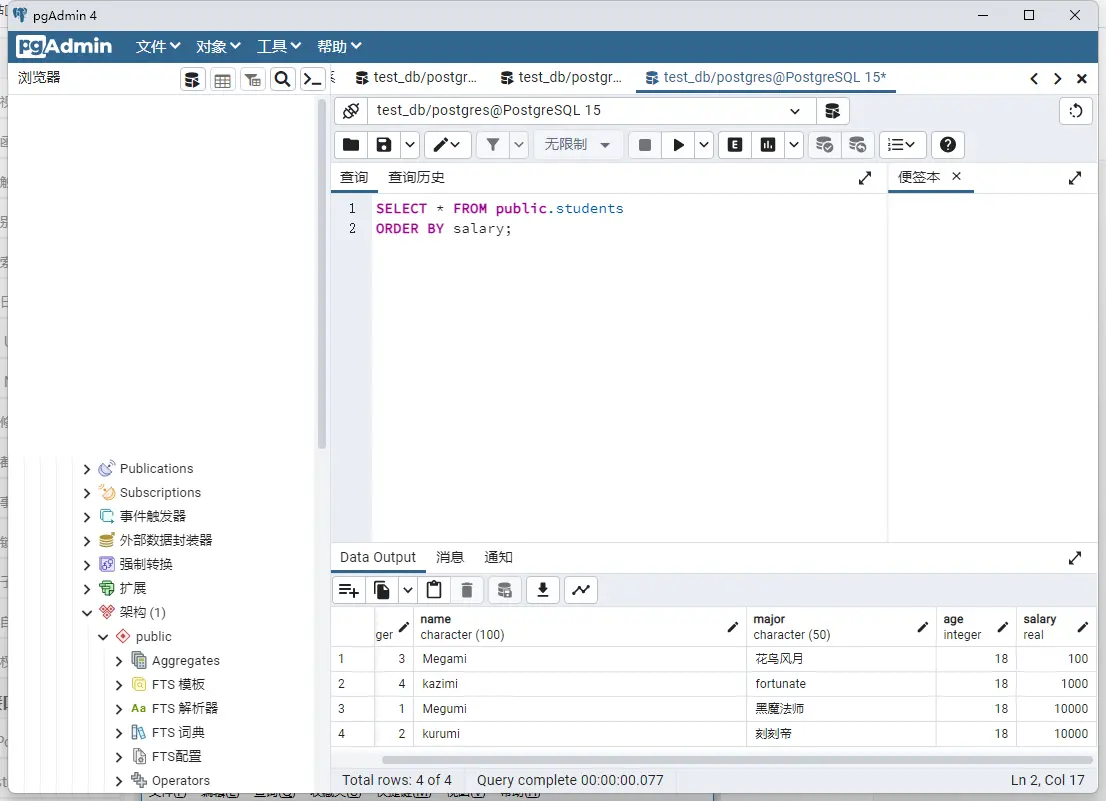 pgAdmin 4
pgAdmin 文件 对象 工具 帮助
浏览器
test_db/postgr... test_db/postgr... test_db/postgres@PostgreSQL 15*
test_db/postgres@PostgreSQL 15
无限制
查询 查询历史 便签本
1 SELECT * FROM public.students
2 ORDER BY salary;
Publications
Subscriptions
事件触发器
外部数据封装器
强制转换
扩展
架构 (1)
public
Aggregates
FTS 模板
Aa FTS 解析器
FTS 词典
FTS配置
Operators
Data Output 消息 通知
ger name character (100) major character (50) age integer salary real
1 3 Megami 花鸟风月 18 100
2 4 kazimi fortunate 18 1000
3 1 Megumi 黑魔法师 18 10000
4 2 kurumi 刻刻帝 18 10000
Total rows: 4 of 4 Query complete 00:00:00.077 Ln 2, Col 17